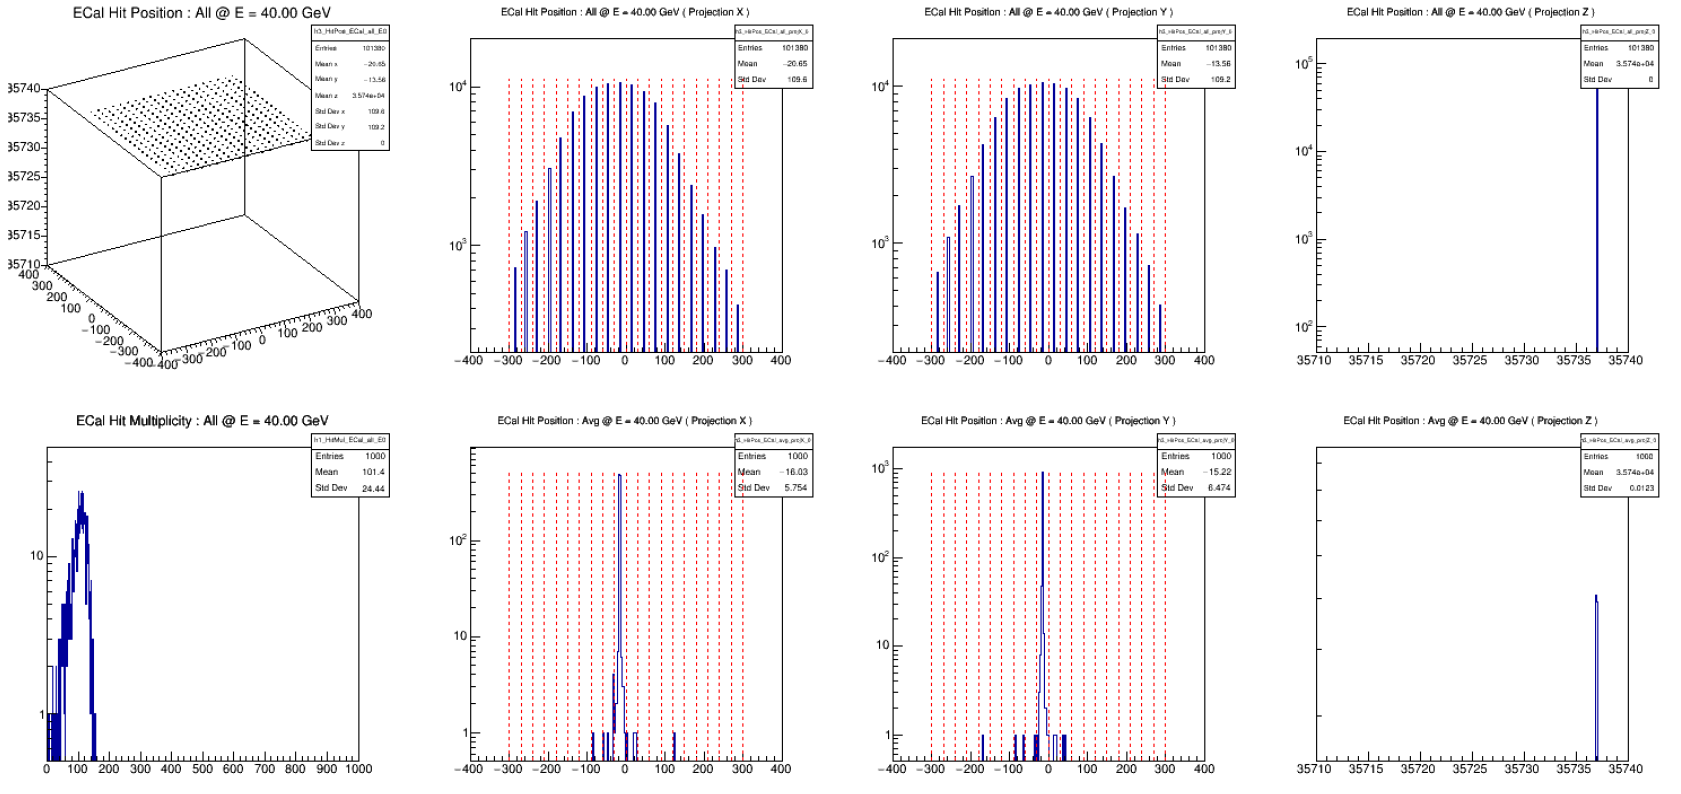 ECal Hit Position : All @ E = 40.00 GeV
h3_HitPos_ECal_all_E0
Entries 101380
Mean x −20.65
Mean y −13.56
Mean z 3.574e+04
Std Dev x 109.6
Std Dev y 109.2
Std Dev z 0
35740
35735
35730
35725
35720
35715
35710
400
300
200
100
0
−100
−200
−300
−400
−400
−300
−200
−100
0
100
200
300
400
ECal Hit Position : All @ E = 40.00 GeV ( Projection X )
h3_HitPos_ECal_all_projX_0
Entries 101380
Mean −20.65
Std Dev 109.6
10^4
10^3
−400 −300 −200 −100 0 100 200 300 400
ECal Hit Position : All @ E = 40.00 GeV ( Projection Y )
h3_HitPos_ECal_all_projY_0
Entries 101380
Mean −13.56
Std Dev 109.2
10^4
10^3
−400 −300 −200 −100 0 100 200 300 400
ECal Hit Position : All @ E = 40.00 GeV ( Projection Z )
h3_HitPos_ECal_all_projZ_0
Entries 101380
Mean 3.574e+04
Std Dev 0
10^5
10^4
10^3
10^2
35710 35715 35720 35725 35730 35735 35740
ECal Hit Multiplicity : All @ E = 40.00 GeV
h1_HitMul_ECal_all_E0
Entries 1000
Mean 101.4
Std Dev 24.44
10
1
0 100 200 300 400 500 600 700 800 900 1000
ECal Hit Position : Avg @ E = 40.00 GeV ( Projection X )
h3_HitPos_ECal_avg_projX_0
Entries 1000
Mean −16.03
Std Dev 5.754
10^2
10
1
−400 −300 −200 −100 0 100 200 300 400
ECal Hit Position : Avg @ E = 40.00 GeV ( Projection Y )
h3_HitPos_ECal_avg_projY_0
Entries 1000
Mean −15.22
Std Dev 6.474
10^3
10^2
10
1
−400 −300 −200 −100 0 100 200 300 400
ECal Hit Position : Avg @ E = 40.00 GeV ( Projection Z )
h3_HitPos_ECal_avg_projZ_0
Entries 1000
Mean 3.574e+04
Std Dev 0.0123
35710 35715 35720 35725 35730 35735 35740